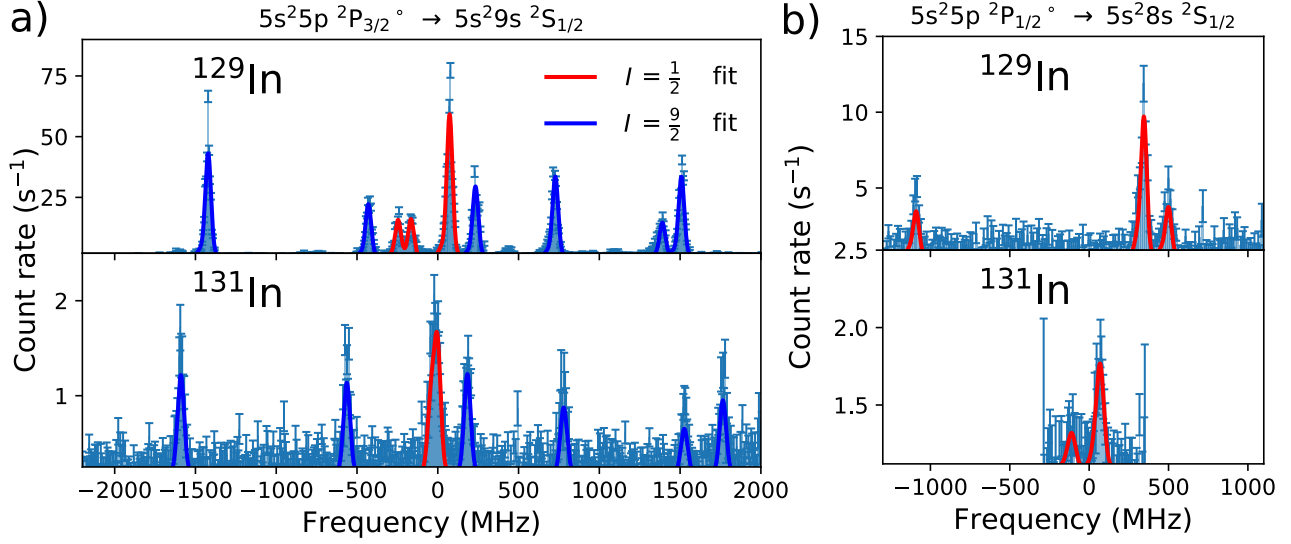 a) 5s²5p ²P₃/₂° → 5s²9s ²S₁/₂
¹²⁹In
I = 1/2 fit
I = 9/2 fit
75
50
25
¹³¹In
2
1
Count rate (s⁻¹)
−2000 −1500 −1000 −500 0 500 1000 1500 2000
Frequency (MHz)
b) 5s²5p ²P₁/₂° → 5s²8s ²S₁/₂
¹²⁹In
15
10
5
2.5
¹³¹In
2.0
1.5
Count rate (s⁻¹)
−1000 −500 0 500 1000
Frequency (MHz)